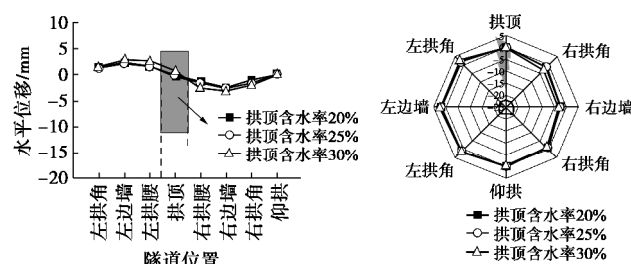 水平位移/mm
10
5
0
−5
−10
−15
−20
拱顶含水率20%
拱顶含水率25%
拱顶含水率30%
左拱角
左边墙
左拱腰
拱顶
右拱腰
右边墙
右拱角
仰拱
隧道位置
拱顶
左拱角
右拱角
左边墙
右边墙
左拱角
右拱角
仰拱
5
−5
−10
−15
拱顶含水率20%
拱顶含水率25%
拱顶含水率30%